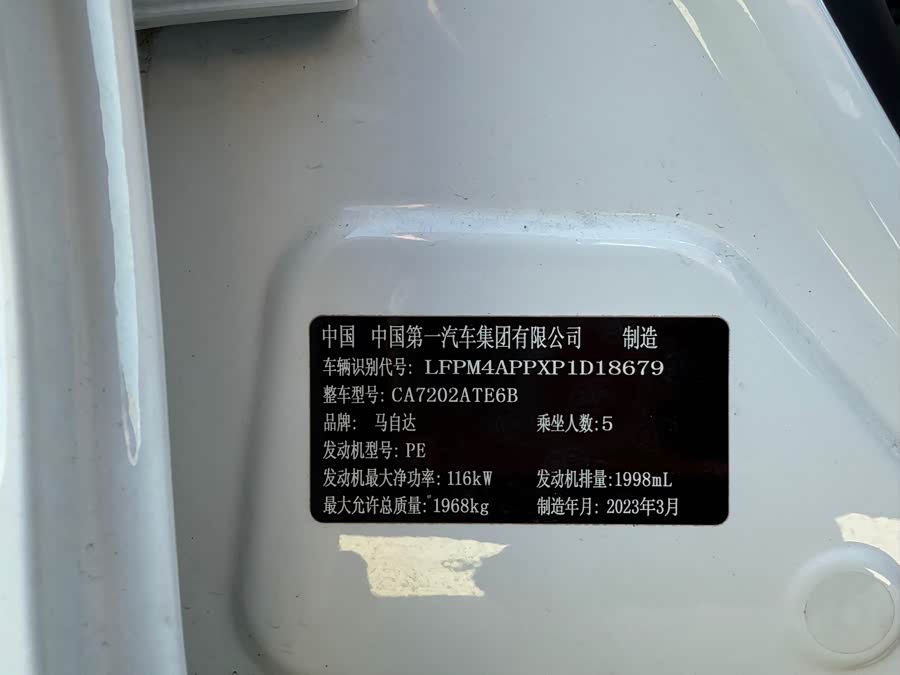 中国 中国第一汽车集团有限公司 制造
车辆识别代号: LFPM4APPXP1D18679
整车型号: CA7202ATE6B
品牌: 马自达 乘坐人数:5
发动机型号: PE
发动机最大净功率: 116kW 发动机排量:1998mL
最大允许总质量: 1968kg 制造年月: 2023年3月